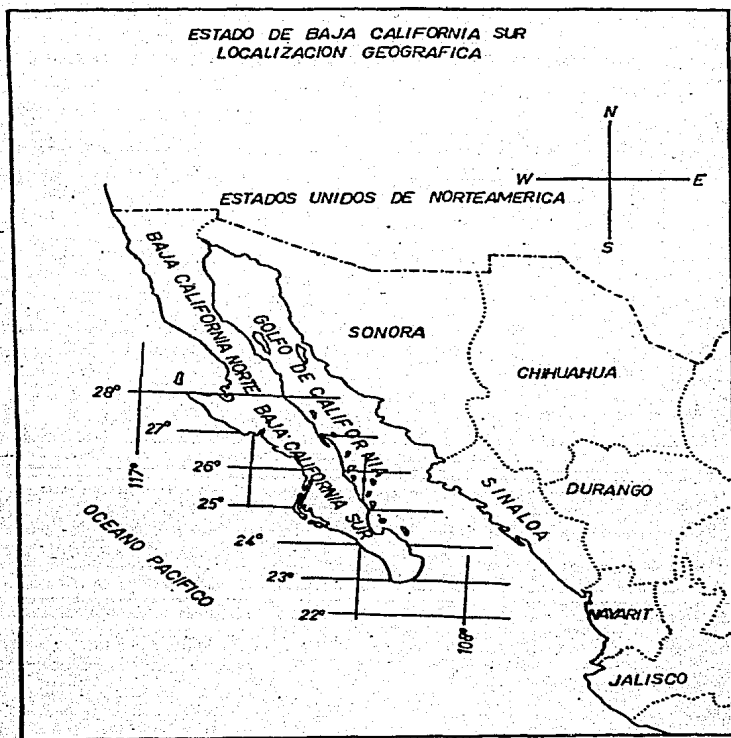 ESTADO DE BAJA CALIFORNIA SUR
LOCALIZACION GEOGRAFICA
N
W
E
S
ESTADOS UNIDOS DE NORTEAMERICA
BAJA CALIFORNIA NORTE
GOLFO DE CALIFORNIA
SONORA
CHIHUAHUA
28°
27°
BAJA CALIFORNIA SUR
26°
117°
25°
SINALOA
DURANGO
OCEANO PACIFICO
24°
23°
22°
108°
NAYARIT
JALISCO